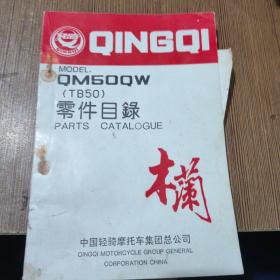 QINGQI
MODEL.
QM50QW
(TB50)
零件目錄
PARTS CATALOGUE
木蘭
中国轻骑摩托车集团总公司
QINGQI MOTORCYCLE GROUP GENERAL
CORPORATION CHINA